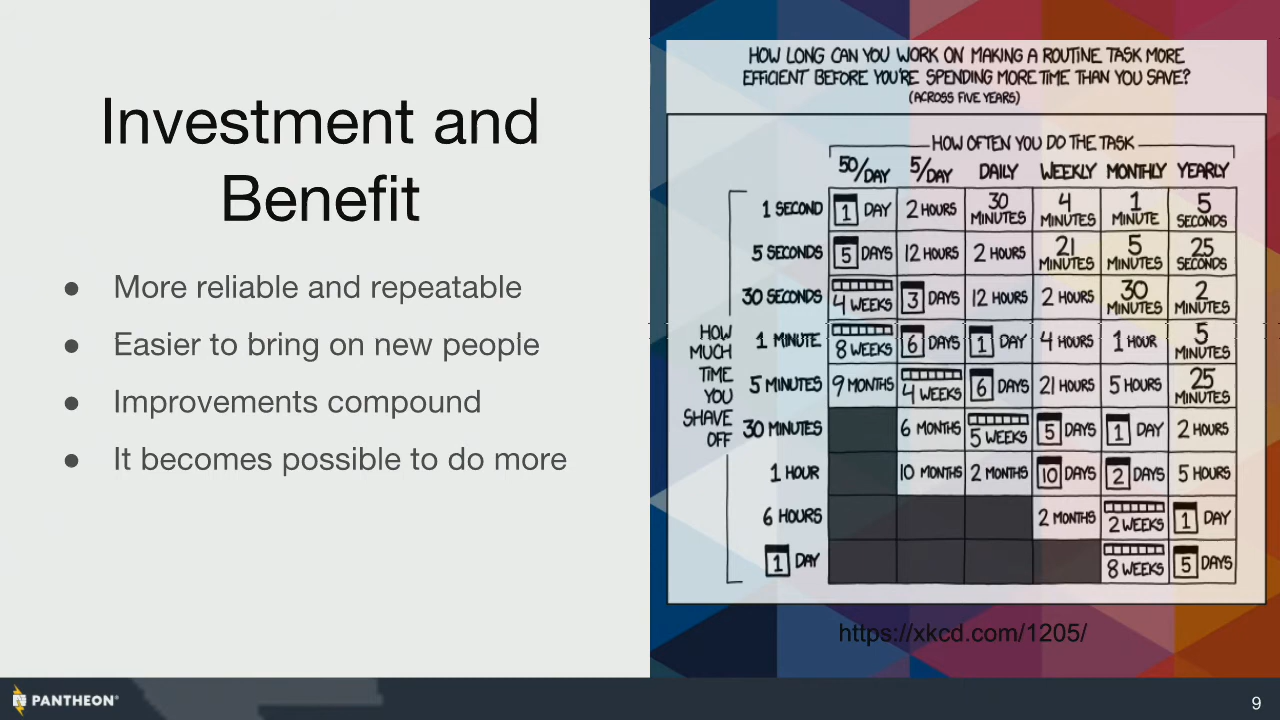 Investment and
Benefit
● More reliable and repeatable
● Easier to bring on new people
● Improvements compound
● It becomes possible to do more
HOW LONG CAN YOU WORK ON MAKING A ROUTINE TASK MORE
EFFICIENT BEFORE YOU'RE SPENDING MORE TIME THAN YOU SAVE?
(ACROSS FIVE YEARS)
HOW OFTEN YOU DO THE TASK
50/DAY 5/DAY DAILY WEEKLY MONTHLY YEARLY
HOW
MUCH
TIME
YOU
SHAVE
OFF
1 SECOND 1 DAY 2 HOURS 30 MINUTES 4 MINUTES 1 MINUTE 5 SECONDS
5 SECONDS 5 DAYS 12 HOURS 2 HOURS 21 MINUTES 5 MINUTES 25 SECONDS
30 SECONDS 4 WEEKS 3 DAYS 12 HOURS 2 HOURS 30 MINUTES 2 MINUTES
1 MINUTE 8 WEEKS 6 DAYS 1 DAY 4 HOURS 1 HOUR 5 MINUTES
5 MINUTES 9 MONTHS 4 WEEKS 6 DAYS 21 HOURS 5 HOURS 25 MINUTES
30 MINUTES 6 MONTHS 5 WEEKS 5 DAYS 1 DAY 2 HOURS
1 HOUR 10 MONTHS 2 MONTHS 10 DAYS 2 DAYS 5 HOURS
6 HOURS 2 MONTHS 2 WEEKS 1 DAY
1 DAY 8 WEEKS 5 DAYS
https://xkcd.com/1205/
PANTHEON®
9